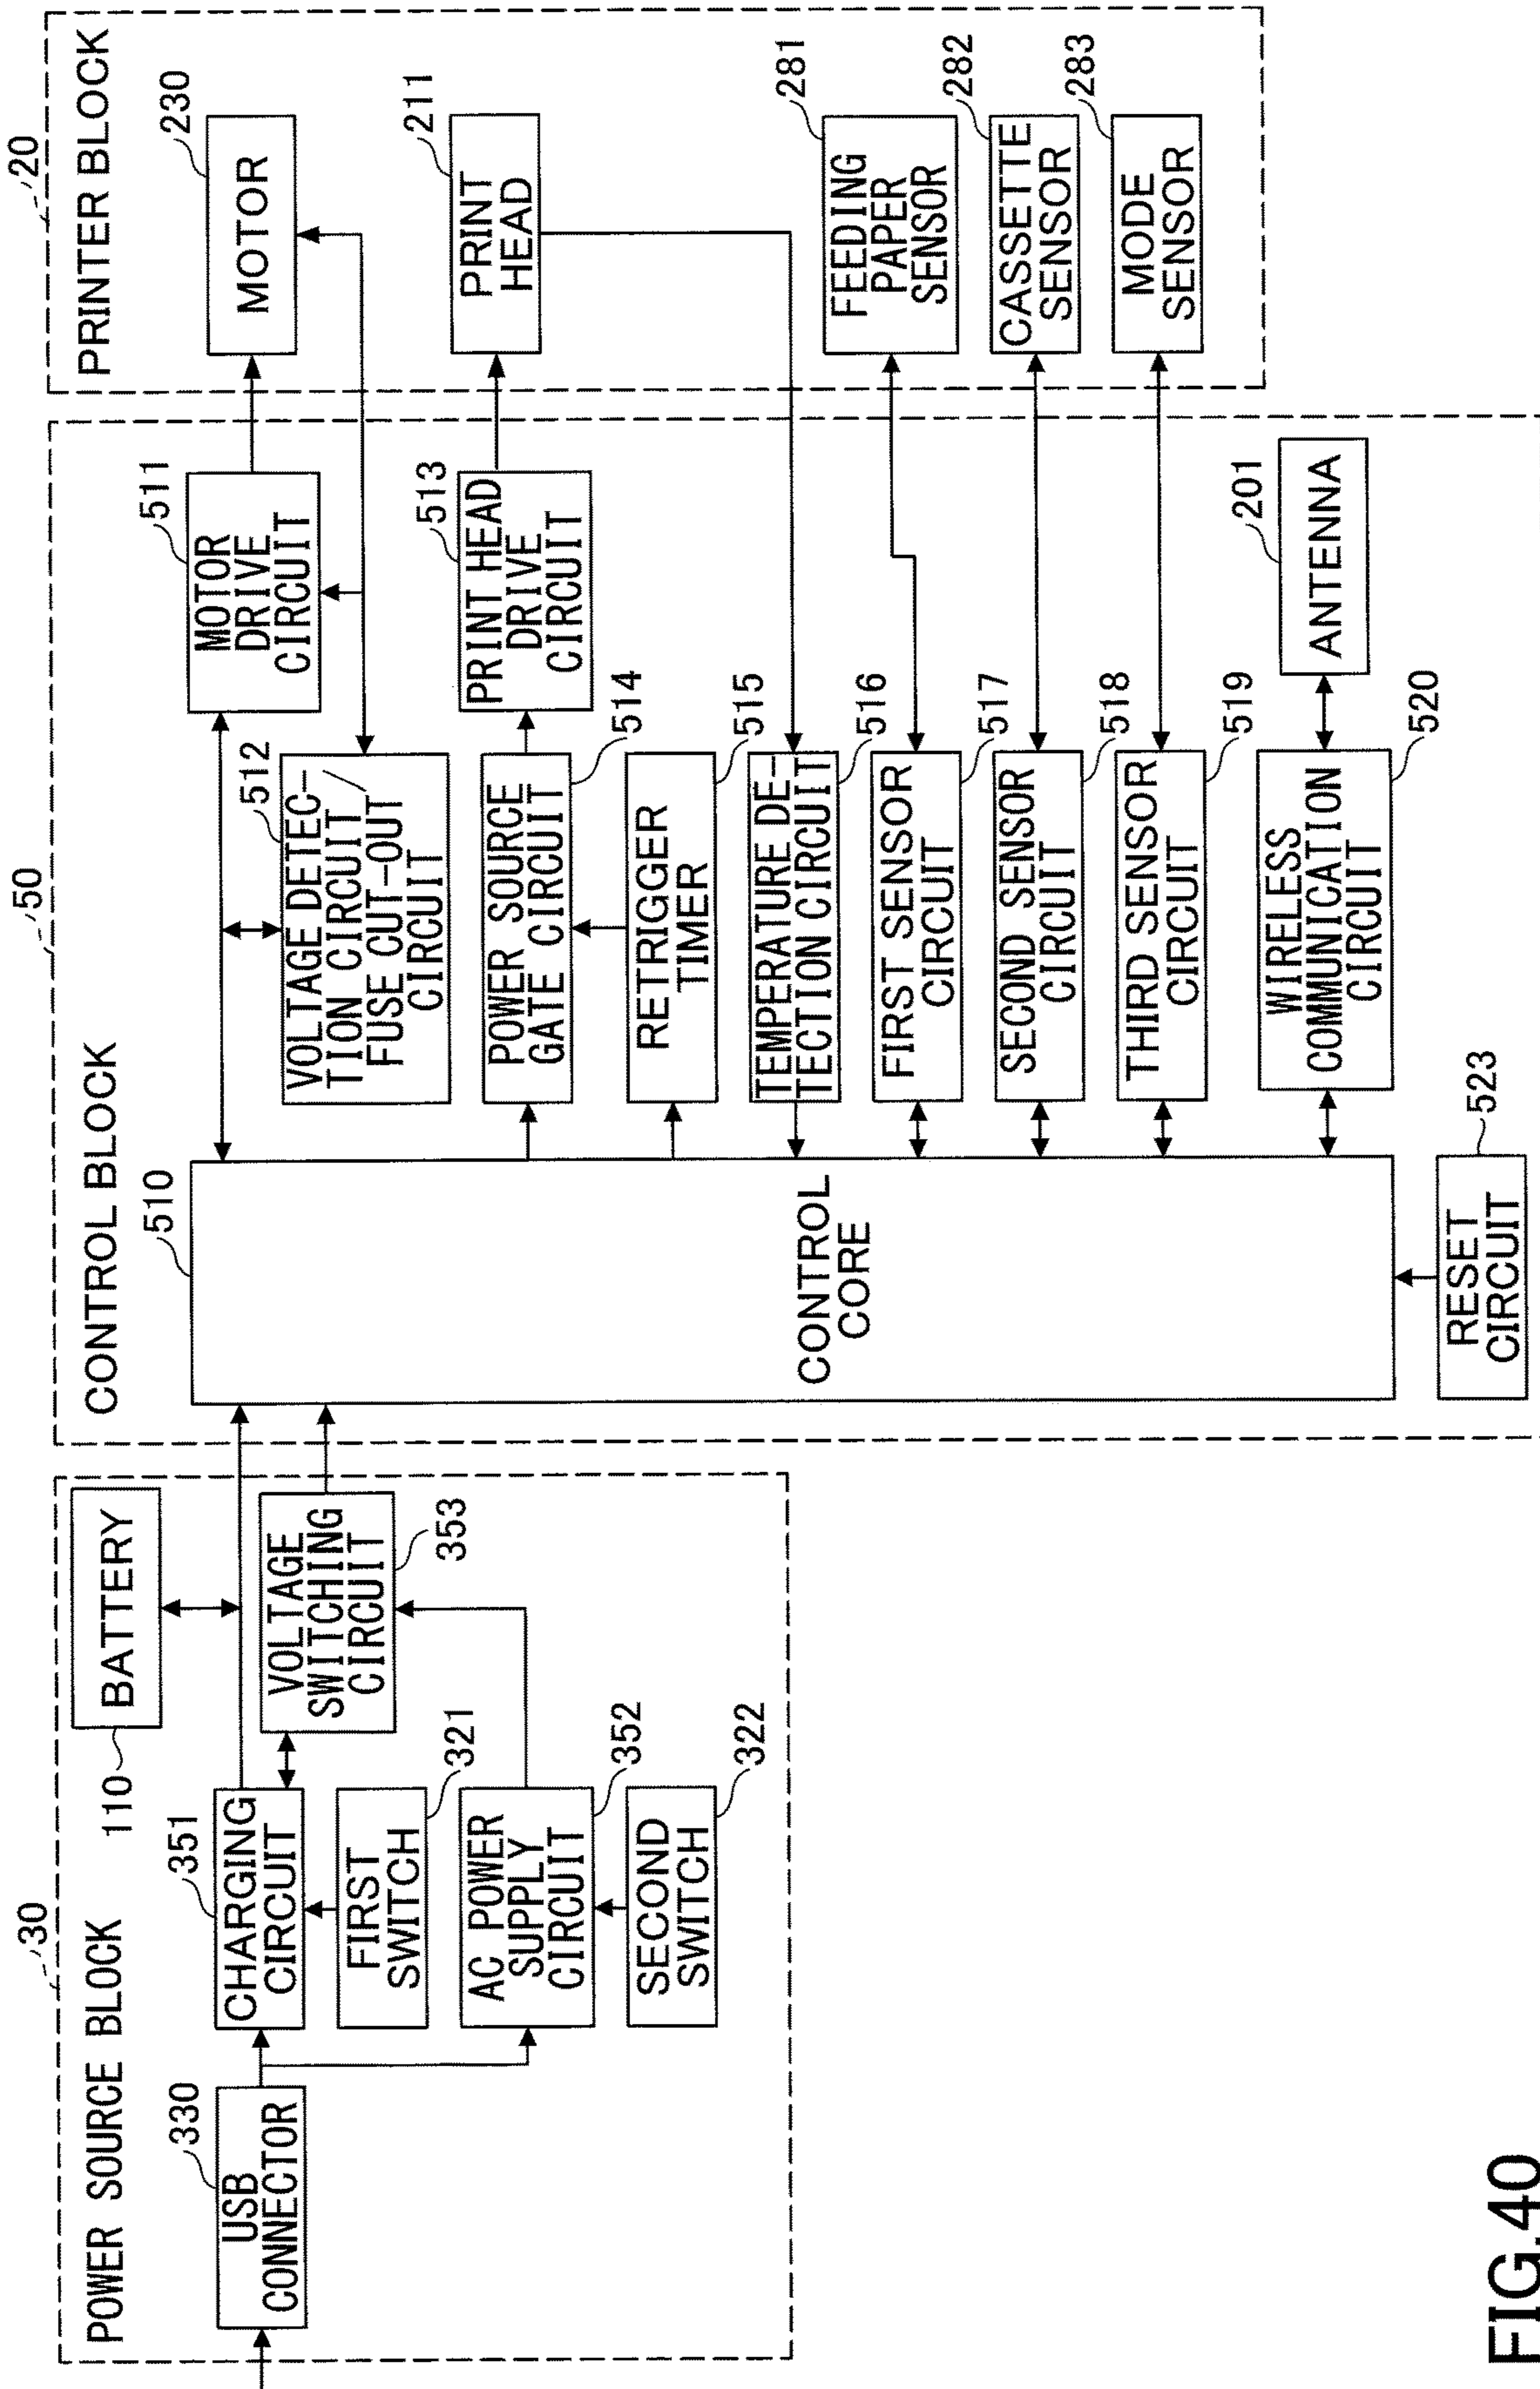 30
POWER SOURCE BLOCK
330
USB
CONNECTOR
110
BATTERY
351
CHARGING
CIRCUIT
VOLTAGE
SWITCHING
CIRCUIT
353
FIRST
SWITCH
321
AC POWER
SUPPLY
CIRCUIT
352
SECOND
SWITCH
322
50
CONTROL BLOCK
510
CONTROL
CORE
511
MOTOR
DRIVE
CIRCUIT
512
VOLTAGE DETEC-
TION CIRCUIT /
FUSE CUT-OUT
CIRCUIT
513
PRINT HEAD
DRIVE
CIRCUIT
POWER SOURCE
GATE CIRCUIT
514
RETRIGGER
TIMER
515
TEMPERATURE DE-
TECTION CIRCUIT
516
FIRST SENSOR
CIRCUIT
517
SECOND SENSOR
CIRCUIT
518
THIRD SENSOR
CIRCUIT
519
WIRELESS
COMMUNICATION
CIRCUIT
520
201
ANTENNA
523
RESET
CIRCUIT
20
PRINTER BLOCK
230
MOTOR
211
PRINT
HEAD
281
FEEDING
PAPER
SENSOR
282
CASSETTE
SENSOR
283
MODE
SENSOR
FIG.40